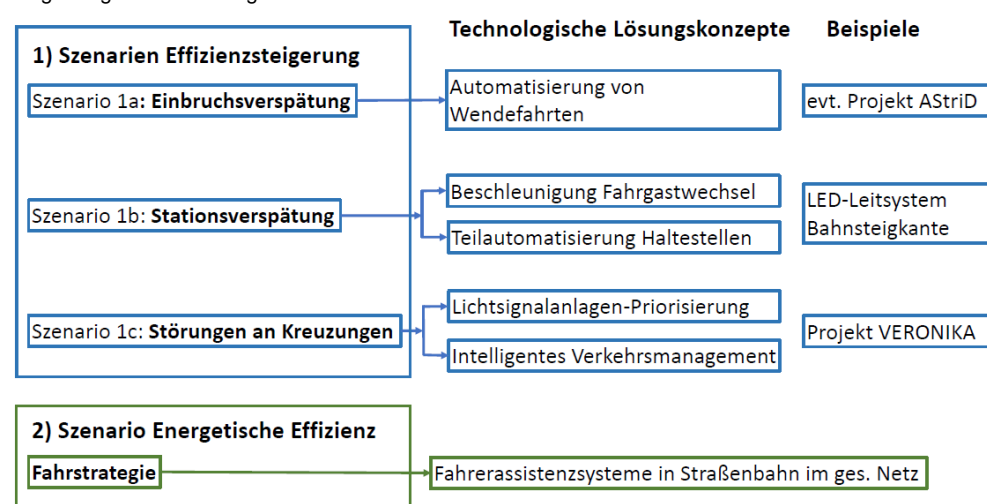 Technologische Lösungskonzepte Beispiele
1) Szenarien Effizienzsteigerung
Szenario 1a: Einbruchsverspätung
Automatisierung von
Wendefahrten
evt. Projekt AStriD
Szenario 1b: Stationsverspätung
Beschleunigung Fahrgastwechsel
Teilautomatisierung Haltestellen
LED-Leitsystem
Bahnsteigkante
Szenario 1c: Störungen an Kreuzungen
Lichtsignalanlagen-Priorisierung
Intelligentes Verkehrsmanagement
Projekt VERONIKA
2) Szenario Energetische Effizienz
Fahrstrategie
Fahrerassistenzsysteme in Straßenbahn im ges. Netz